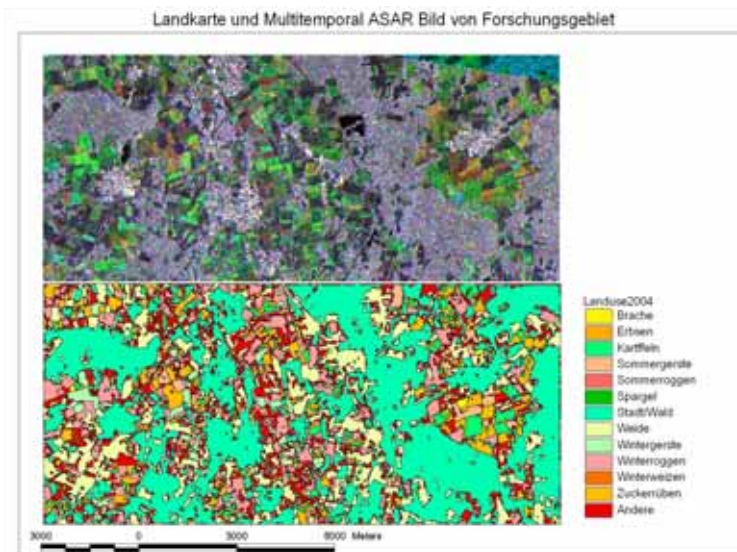 Landkarte und Multitemporal ASAR Bild von Forschungsgebiet
Landuse2004
Brache
Erbsen
Kartffeln
Sommergerste
Sommerroggen
Spargel
Stadt/Wald
Weide
Wintergerste
Winterroggen
Winterweizen
Zuckerrüben
Andere
3000 0 3000 6000 Meters